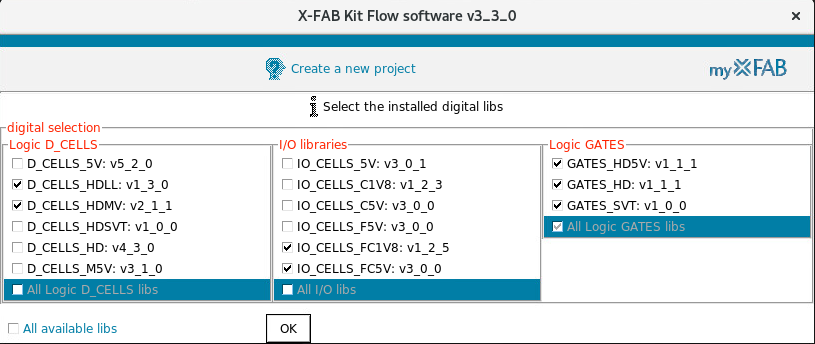 X-FAB Kit Flow software v3_3_0
×
Create a new project
my XFAB
Select the installed digital libs
digital selection
Logic D_CELLS
D_CELLS_5V: v5_2_0
D_CELLS_HDLL: v1_3_0
D_CELLS_HDMV: v2_1_1
D_CELLS_HDSVT: v1_0_0
D_CELLS_HD: v4_3_0
D_CELLS_M5V: v3_1_0
All Logic D_CELLS libs
I/O libraries
IO_CELLS_5V: v3_0_1
IO_CELLS_C1V8: v1_2_3
IO_CELLS_C5V: v3_0_0
IO_CELLS_F5V: v3_0_0
IO_CELLS_FC1V8: v1_2_5
IO_CELLS_FC5V: v3_0_0
All I/O libs
Logic GATES
GATES_HD5V: v1_1_1
GATES_HD: v1_1_1
GATES_SVT: v1_0_0
All Logic GATES libs
All available libs
OK